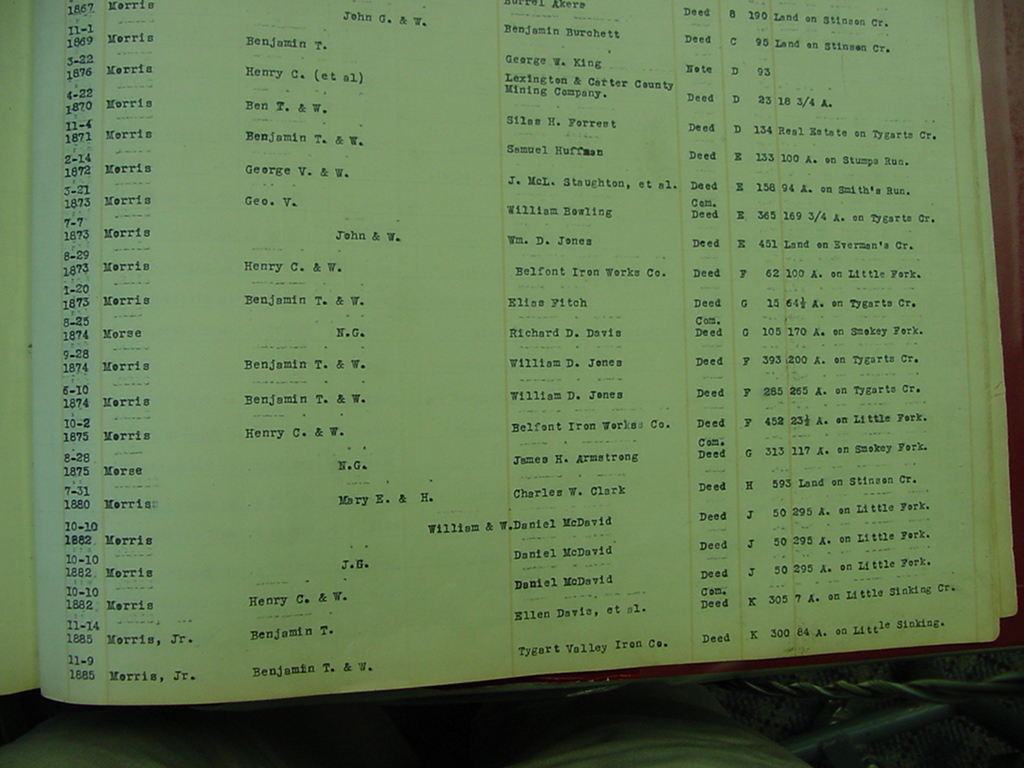 1867 Morris John G. & W. Burrel Akers Deed B 190 Land on Stinson Cr.
11-1
1869 Morris Benjamin T. Benjamin Burchett Deed C 95 Land on Stinson Cr.
3-22
1876 Morris Henry C. (et al) George W. King Note D 93
4-22
1870 Morris Ben T. & W. Lexington & Carter County Mining Company. Deed D 23 18 3/4 A.
11-4
1871 Morris Benjamin T. & W. Silas H. Forrest Deed D 134 Real Estate on Tygarts Cr.
2-14
1872 Morris George V. & W. Samuel Huffman Deed E 133 100 A. on Stumps Run.
3-21
1873 Morris Geo. V. J. McL. Staughton, et al. Deed E 158 94 A. on Smith's Run.
7-7
1873 Morris John & W. William Bowling Com. Deed E 365 169 3/4 A. on Tygarts Cr.
8-29
1873 Morris Henry C. & W. Wm. D. Jones Deed E 451 Land on Everman's Cr.
1-20
1873 Morris Benjamin T. & W. Belfont Iron Works Co. Deed F 62 100 A. on Little Fork.
8-25
1874 Morse N.G. Elias Fitch Deed G 15 64½ A. on Tygarts Cr.
9-28
1874 Morris Benjamin T. & W. Richard D. Davis Com. Deed G 105 170 A. on Smokey Fork.
6-10
1874 Morris Benjamin T. & W. William D. Jones Deed F 393 200 A. on Tygarts Cr.
10-2
1875 Morris Henry C. & W. William D. Jones Deed F 285 265 A. on Tygarts Cr.
8-28
1875 Morse N.G. Belfont Iron Works Co. Deed F 452 23½ A. on Little Fork.
7-31
1880 Morris Mary E. & H. James H. Armstrong Com. Deed G 313 117 A. on Smokey Fork.
10-10
1882 Morris William & W. Charles W. Clark Deed H 593 Land on Stinson Cr.
10-10
1882 Morris J.G. Daniel McDavid Deed J 50 295 A. on Little Fork.
10-10
1882 Morris Henry C. & W. Daniel McDavid Deed J 50 295 A. on Little Fork.
11-14
1885 Morris, Jr. Benjamin T. Daniel McDavid Deed J 50 295 A. on Little Fork.
11-9
1885 Morris, Jr. Benjamin T. & W. Ellen Davis, et al. Com. Deed K 305 7 A. on Little Sinking Cr.
Tygart Valley Iron Co. Deed K 300 84 A. on Little Sinking.